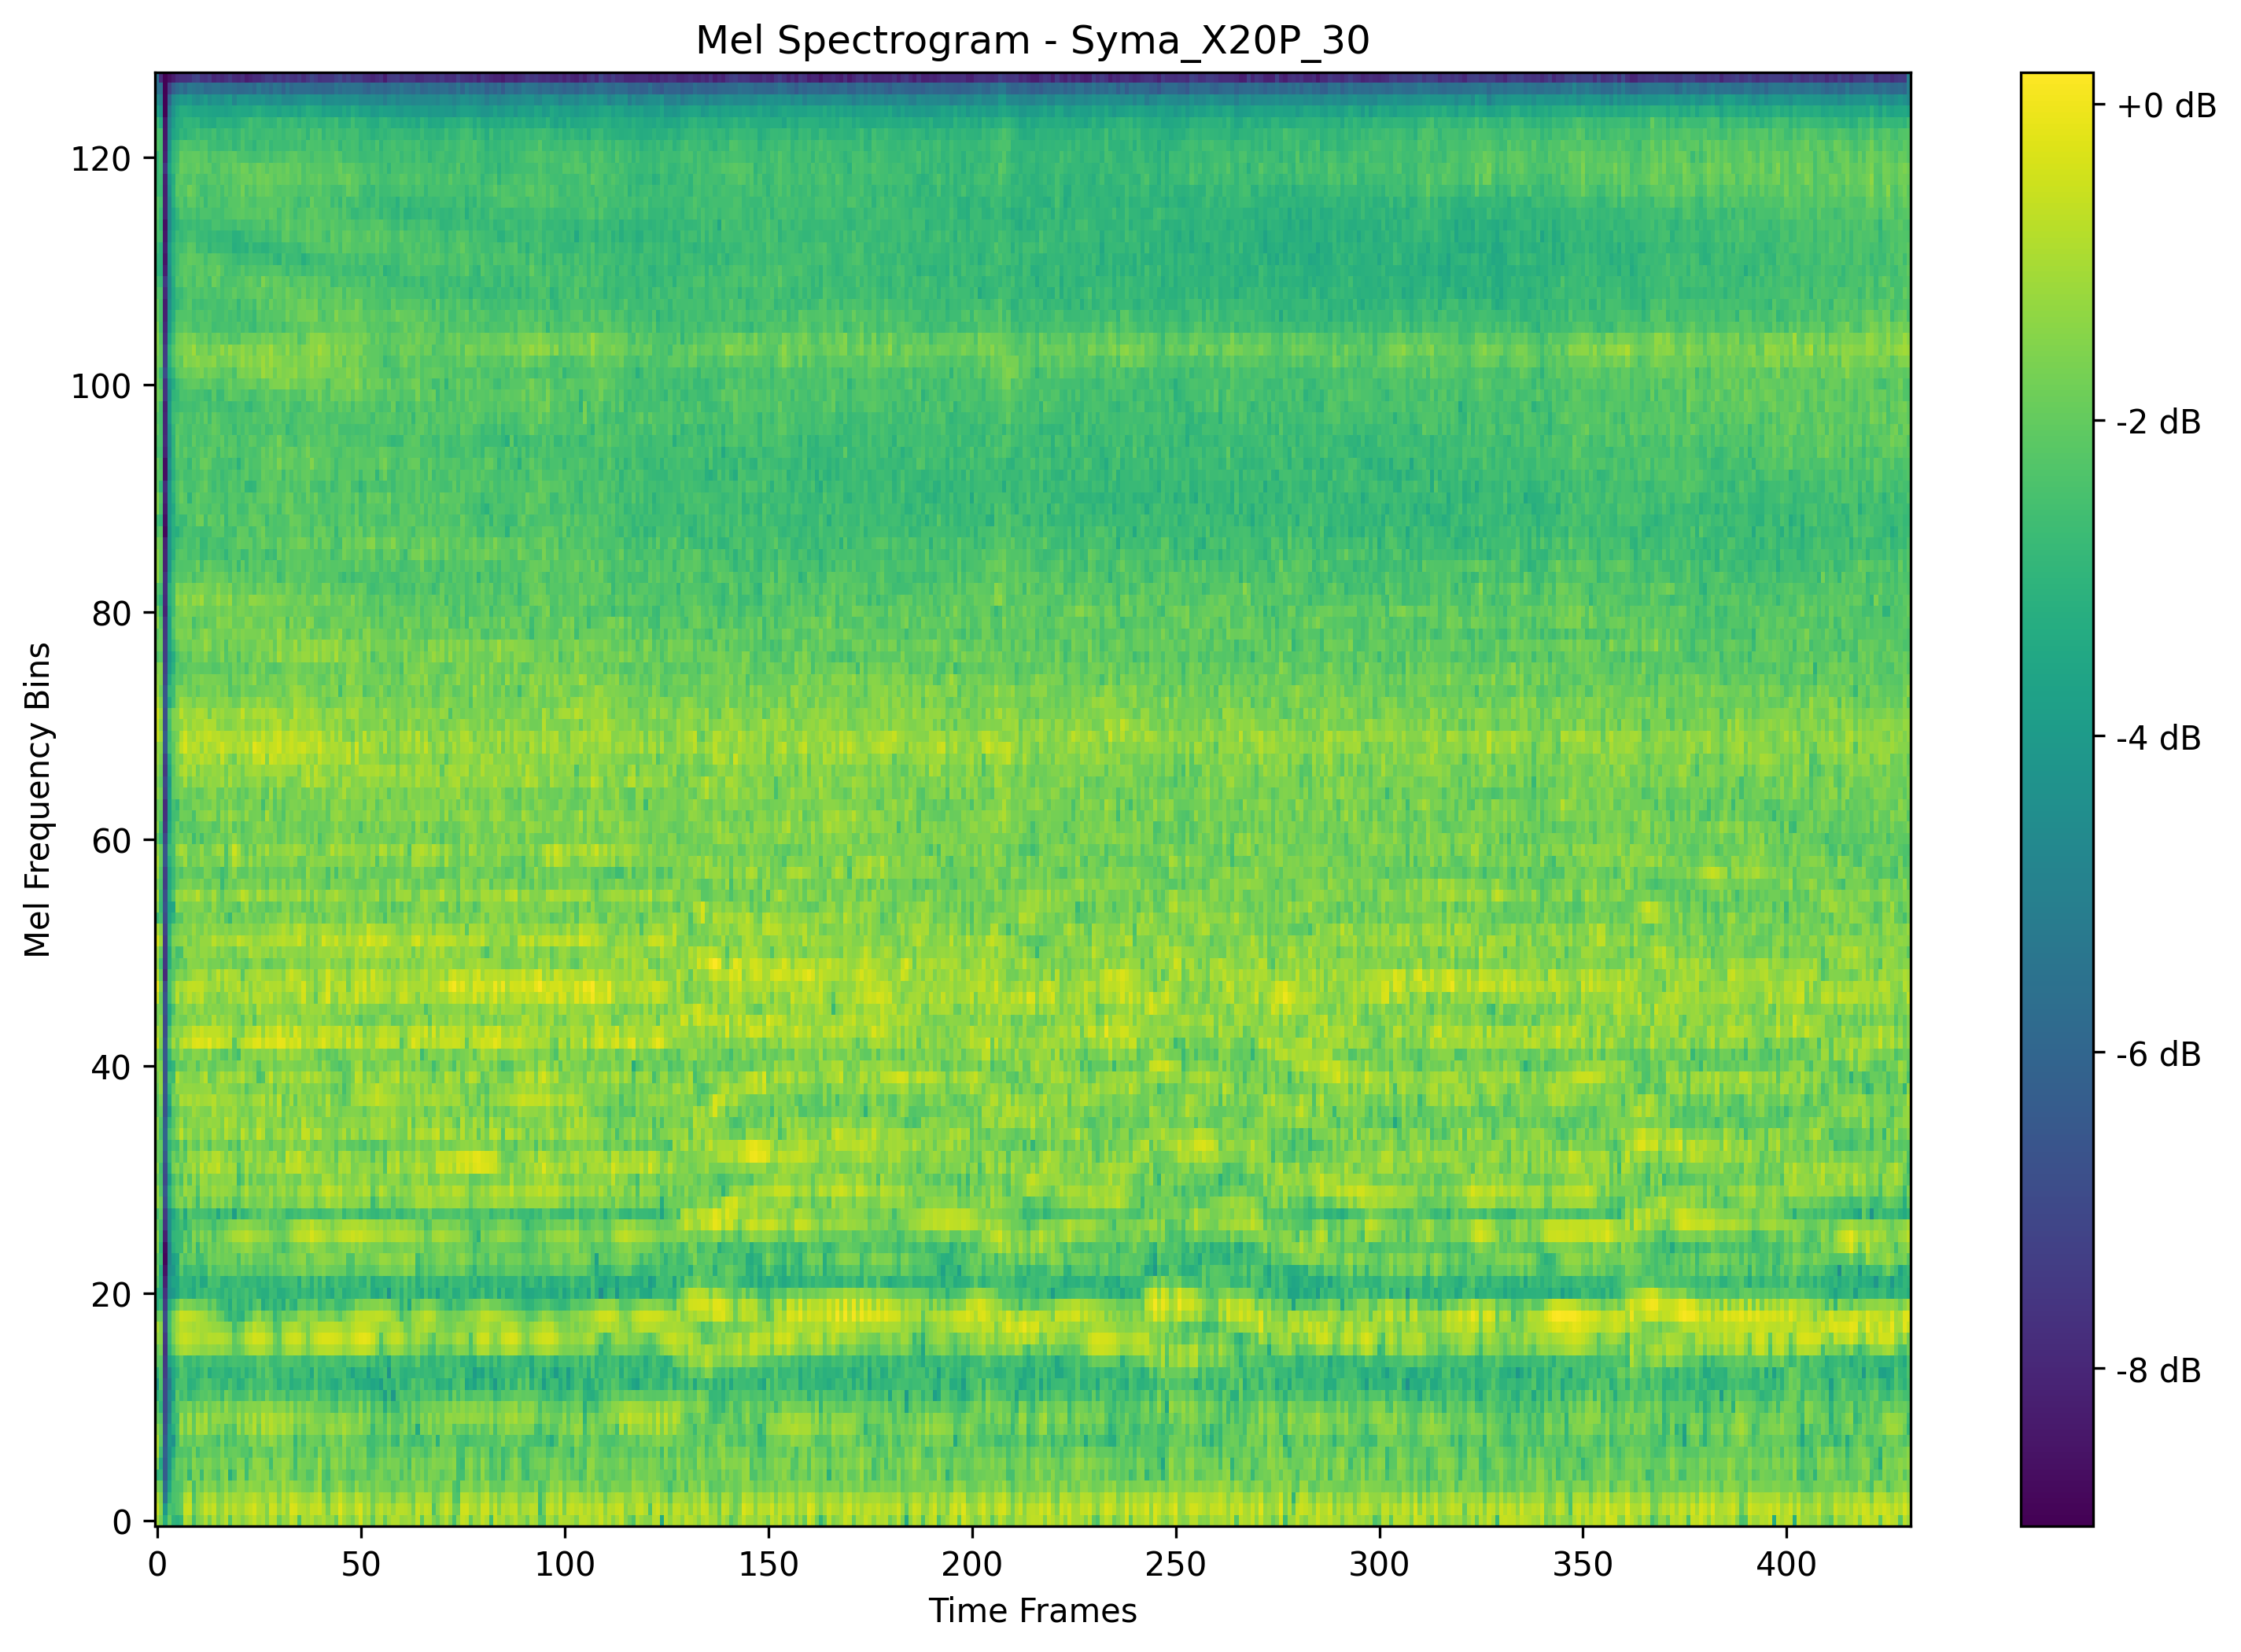 Mel Spectrogram - Syma_X20P_30
Mel Frequency Bins
120
100
80
60
40
20
0
0 50 100 150 200 250 300 350 400
Time Frames
+0 dB
-2 dB
-4 dB
-6 dB
-8 dB